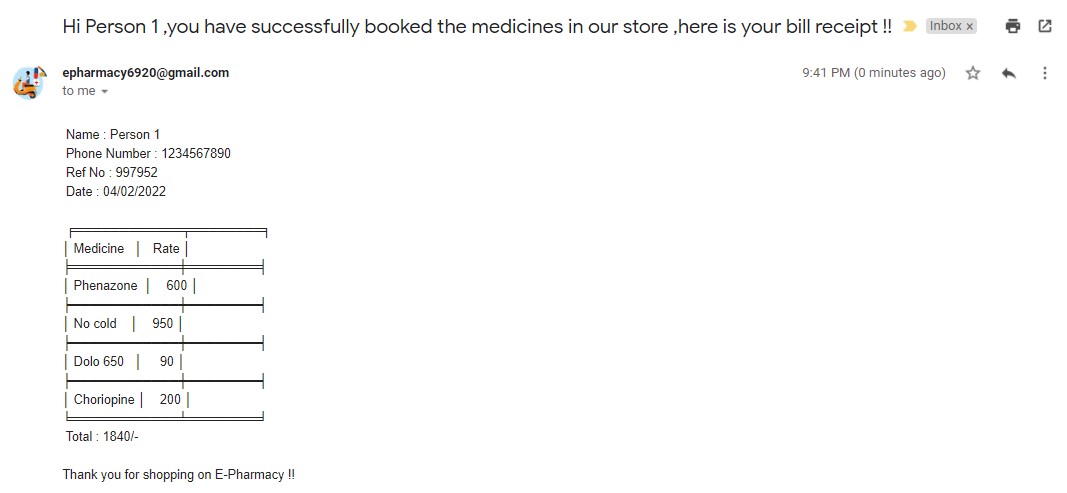 Hi Person 1 ,you have successfully booked the medicines in our store ,here is your bill receipt !! Inbox x
epharmacy6920@gmail.com 9:41 PM (0 minutes ago)
to me
Name : Person 1
Phone Number : 1234567890
Ref No : 997952
Date : 04/02/2022
| Medicine | Rate |
| Phenazone | 600 |
| No cold | 950 |
| Dolo 650 | 90 |
| Choriopine | 200 |
Total : 1840/-
Thank you for shopping on E-Pharmacy !!